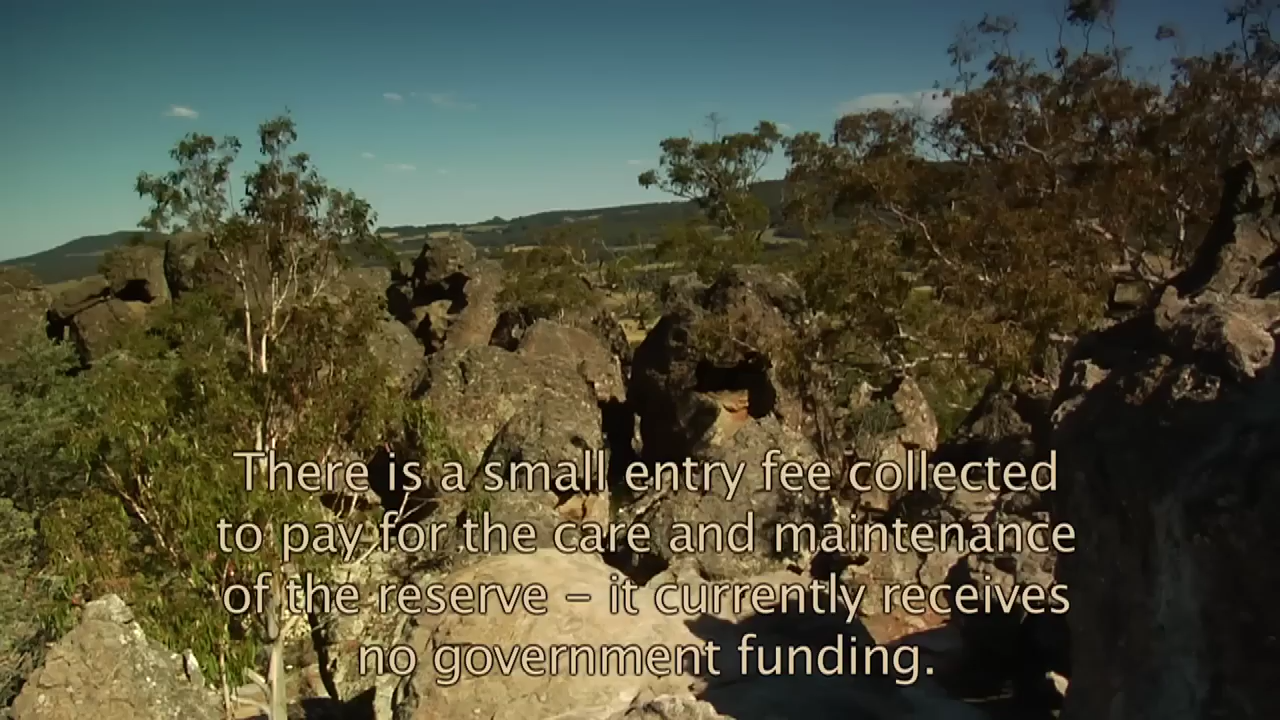 There is a small entry fee collected
to pay for the care and maintenance
of the reserve – it currently receives
no government funding.